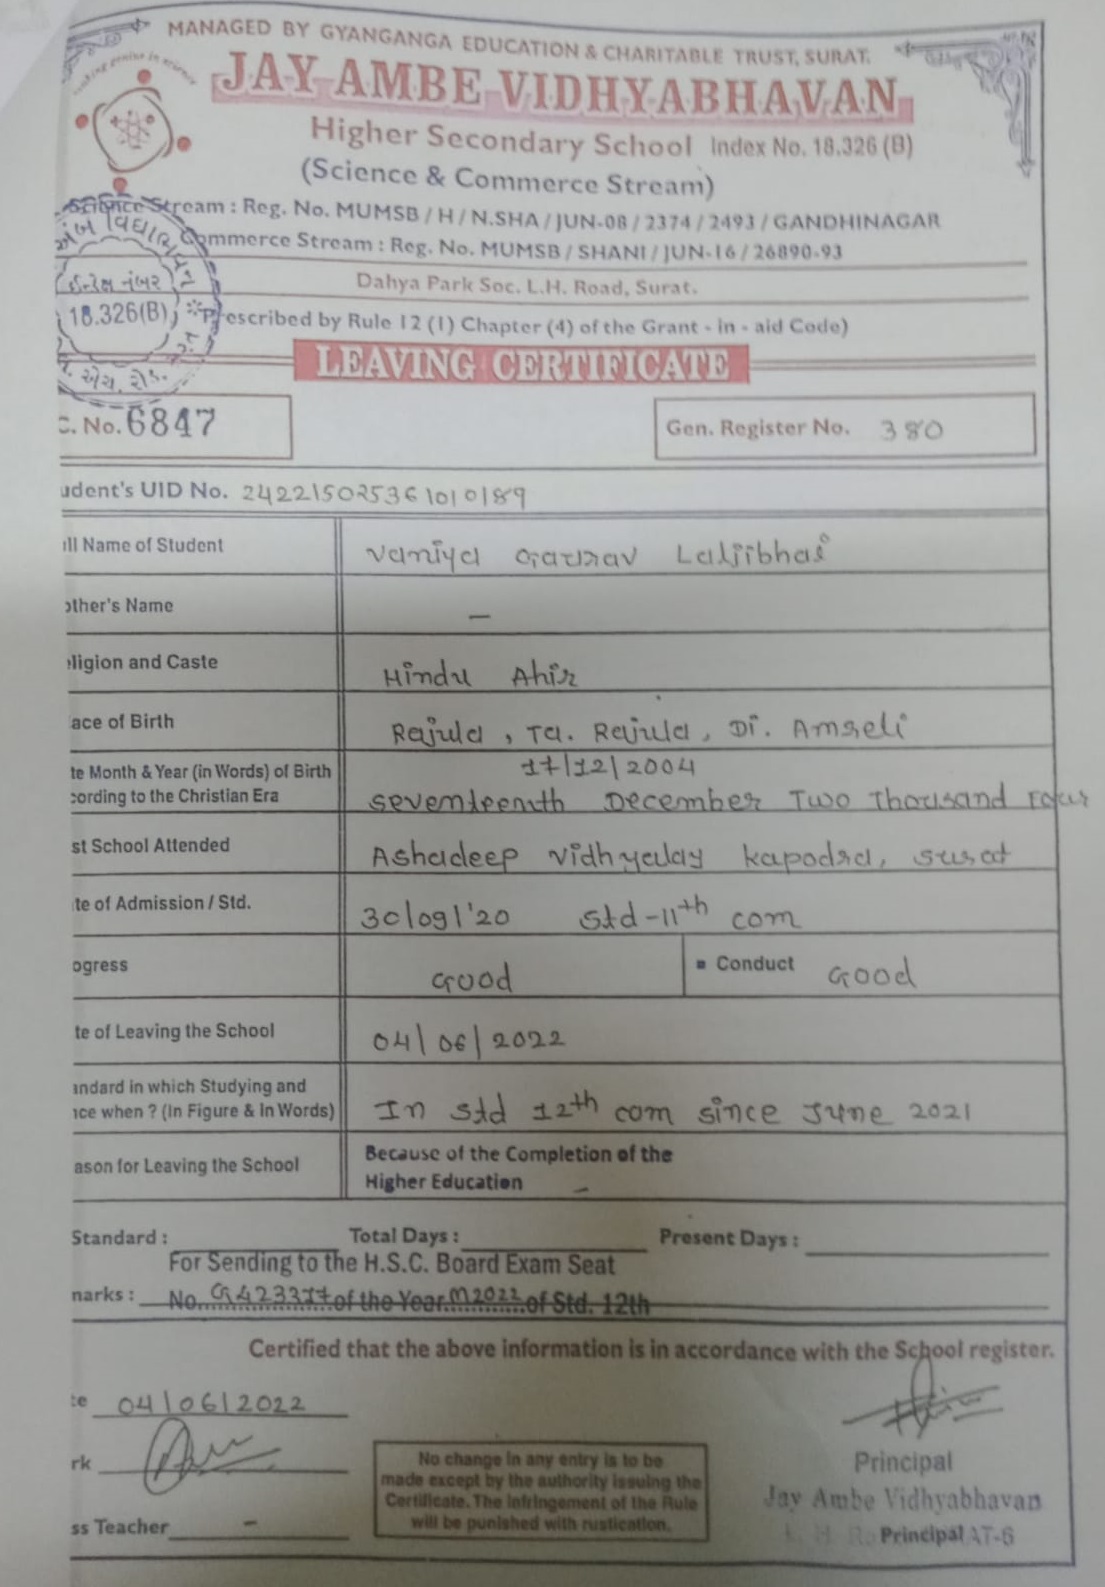 MANAGED BY GYANGANGA EDUCATION & CHARITABLE TRUST, SURAT.
JAY AMBE VIDHYABHAVAN
Higher Secondary School Index No. 18.326 (B)
(Science & Commerce Stream)
Science Stream : Reg. No. MUMSB / H / N.SHA / JUN-08 / 2374 / 2493 / GANDHINAGAR
Commerce Stream : Reg. No. MUMSB / SHANI / JUN-16 / 26890-93
Dahya Park Soc. L.H. Road, Surat.
ઈન્ડેક્ષ નંબર
18.326(B)
એચ. રોડ.
*Prescribed by Rule 12 (1) Chapter (4) of the Grant - in - aid Code)
LEAVING CERTIFICATE
C. No. 6847
Gen. Register No. 380
udent's UID No. 242215025361010189
ull Name of Student Vaniya Gaurav Laljibhai
other's Name —
eligion and Caste Hindu Ahir
ace of Birth Rajula, Ta. Rajula, Di. Amreli
te Month & Year (in Words) of Birth 17/12/2004
cording to the Christian Era Seventeenth December Two Thousand Four
st School Attended Ashadeep Vidhyalay Kapodra, Surat
te of Admission / Std. 30/09/'20 Std-11th com
ogress Good ▪ Conduct Good
te of Leaving the School 04/06/2022
andard in which Studying and
nce when ? (In Figure & In Words) In Std 12th com since June 2021
ason for Leaving the School Because of the Completion of the
Higher Education –
Standard : Total Days : Present Days :
For Sending to the H.S.C. Board Exam Seat
narks : No. G423317 of the Year M2022 of Std. 12th
Certified that the above information is in accordance with the School register.
te 04/06/2022
rk
ss Teacher –
No change in any entry is to be
made except by the authority issuing the
Certificate. The infringement of the Rule
will be punished with rustication.
Principal
Jay Ambe Vidhyabhavan
Principal AT-6